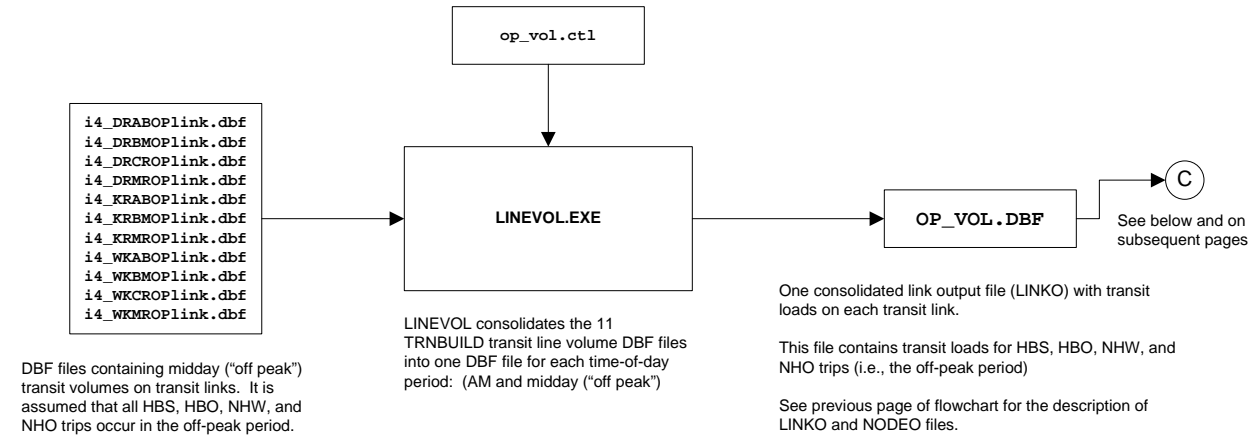 op_vol.ctl
i4_DRABOPlink.dbf
i4_DRBMOPlink.dbf
i4_DRCROPlink.dbf
i4_DRMROPlink.dbf
i4_KRABOPlink.dbf
i4_KRBMOPlink.dbf
i4_KRMROPlink.dbf
i4_WKABOPlink.dbf
i4_WKBMOPlink.dbf
i4_WKCROPlink.dbf
i4_WKMROPlink.dbf
LINEVOL.EXE
OP_VOL.DBF
C
See below and on
subsequent pages
DBF files containing midday (“off peak”)
transit volumes on transit links.  It is
assumed that all HBS, HBO, NHW, and
NHO trips occur in the off-peak period.
LINEVOL consolidates the 11
TRNBUILD transit line volume DBF files
into one DBF file for each time-of-day
period:  (AM and midday (“off peak”)
One consolidated link output file (LINKO) with transit
loads on each transit link.
This file contains transit loads for HBS, HBO, NHW, and
NHO trips (i.e., the off-peak period)
See previous page of flowchart for the description of
LINKO and NODEO files.